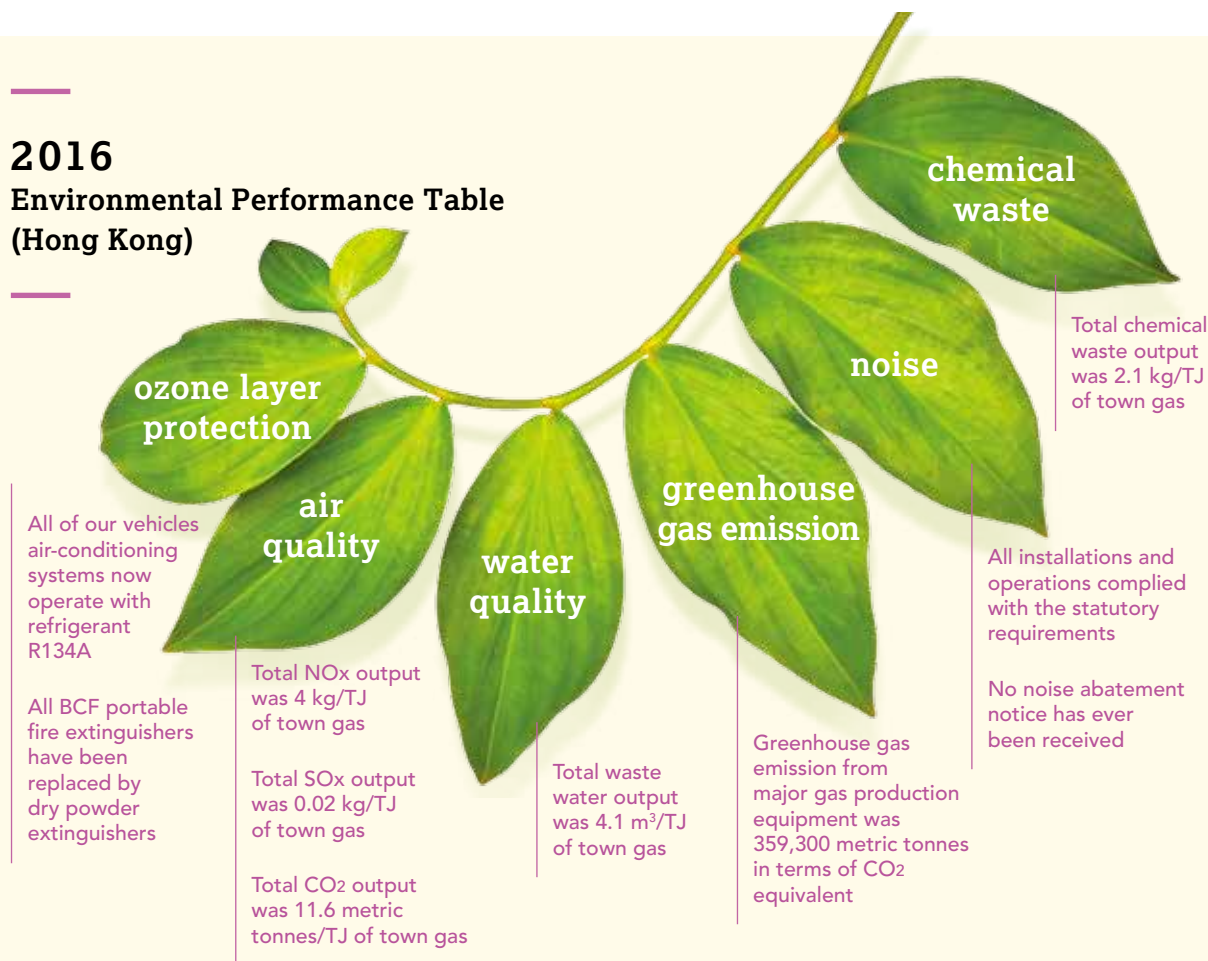 2016
Environmental Performance Table
(Hong Kong)
ozone layer
protection
All of our vehicles
air-conditioning
systems now
operate with
refrigerant
R134A
All BCF portable
fire extinguishers
have been
replaced by
dry powder
extinguishers
air
quality
Total NOx output
was 4 kg/TJ
of town gas
Total SOx output
was 0.02 kg/TJ
of town gas
Total CO2 output
was 11.6 metric
tonnes/TJ of town gas
water
quality
Total waste
water output
was 4.1 m³/TJ
of town gas
greenhouse
gas emission
Greenhouse gas
emission from
major gas production
equipment was
359,300 metric tonnes
in terms of CO2
equivalent
noise
All installations and
operations complied
with the statutory
requirements
No noise abatement
notice has ever
been received
chemical
waste
Total chemical
waste output
was 2.1 kg/TJ
of town gas